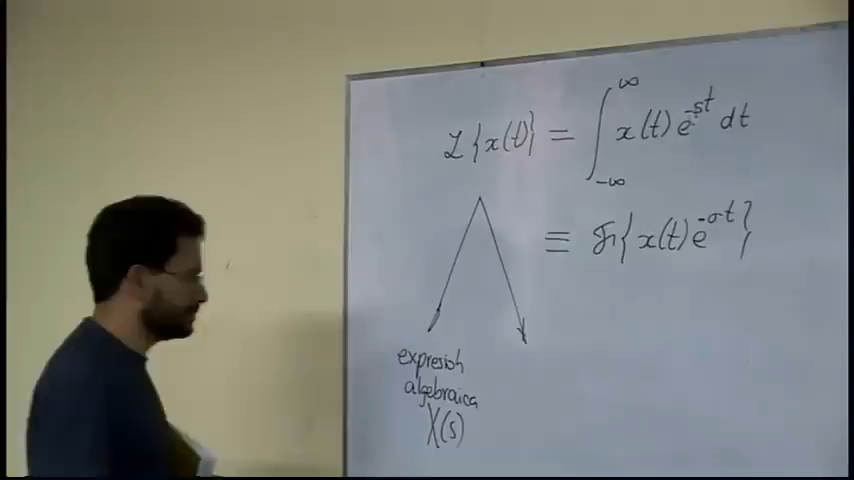 ℒ{x(t)} = ∫_{-∞}^{∞} x(t) e^{-st} dt
≡ ℱ{x(t) e^{-σt}}
expresión
algebraica
X(s)